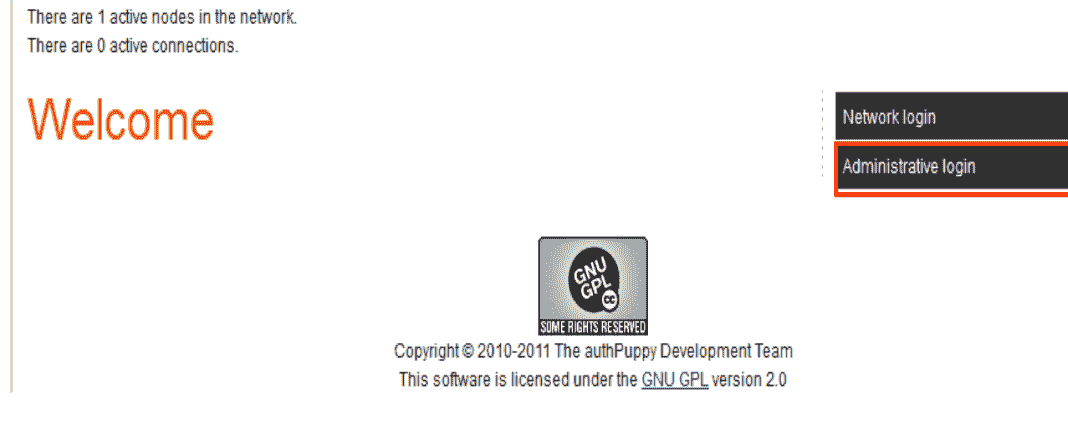 There are 1 active nodes in the network.
There are 0 active connections.
Welcome
Network login
Administrative login
GNU
GPL
cc
SOME RIGHTS RESERVED
Copyright © 2010-2011 The authPuppy Development Team
This software is licensed under the GNU GPL version 2.0